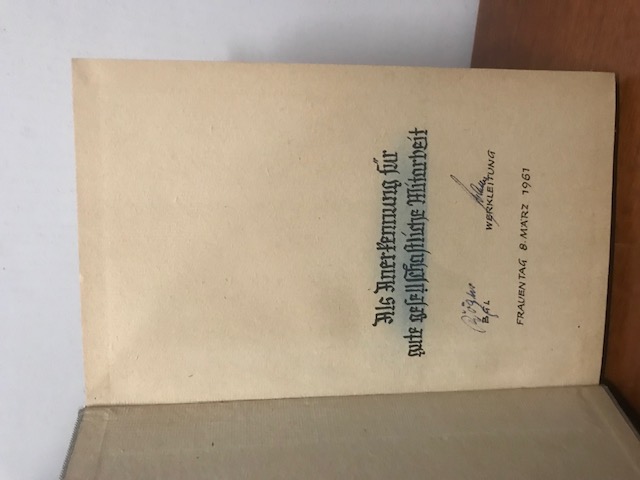 Als Anerkennung für
gute gesellschaftliche Mitarbeit
BGL WERKLEITUNG
FRAUENTAG 8. MÄRZ 1961